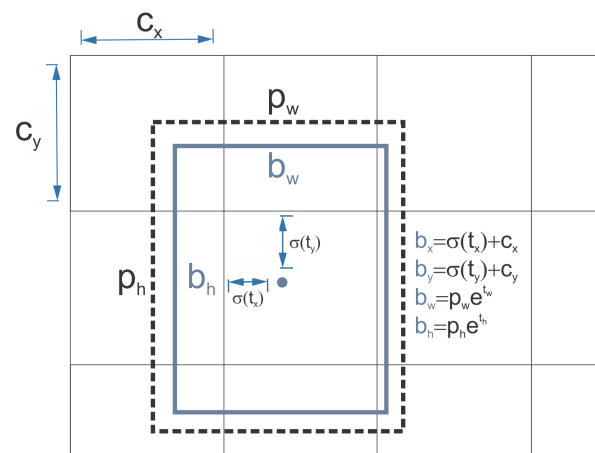 cₓ
p_w
c_y
b_w
σ(t_y)
b_x=σ(t_x)+c_x
b_y=σ(t_y)+c_y
p_h
b_h
σ(t_x)
b_w=p_we^{t_w}
b_h=p_he^{t_h}